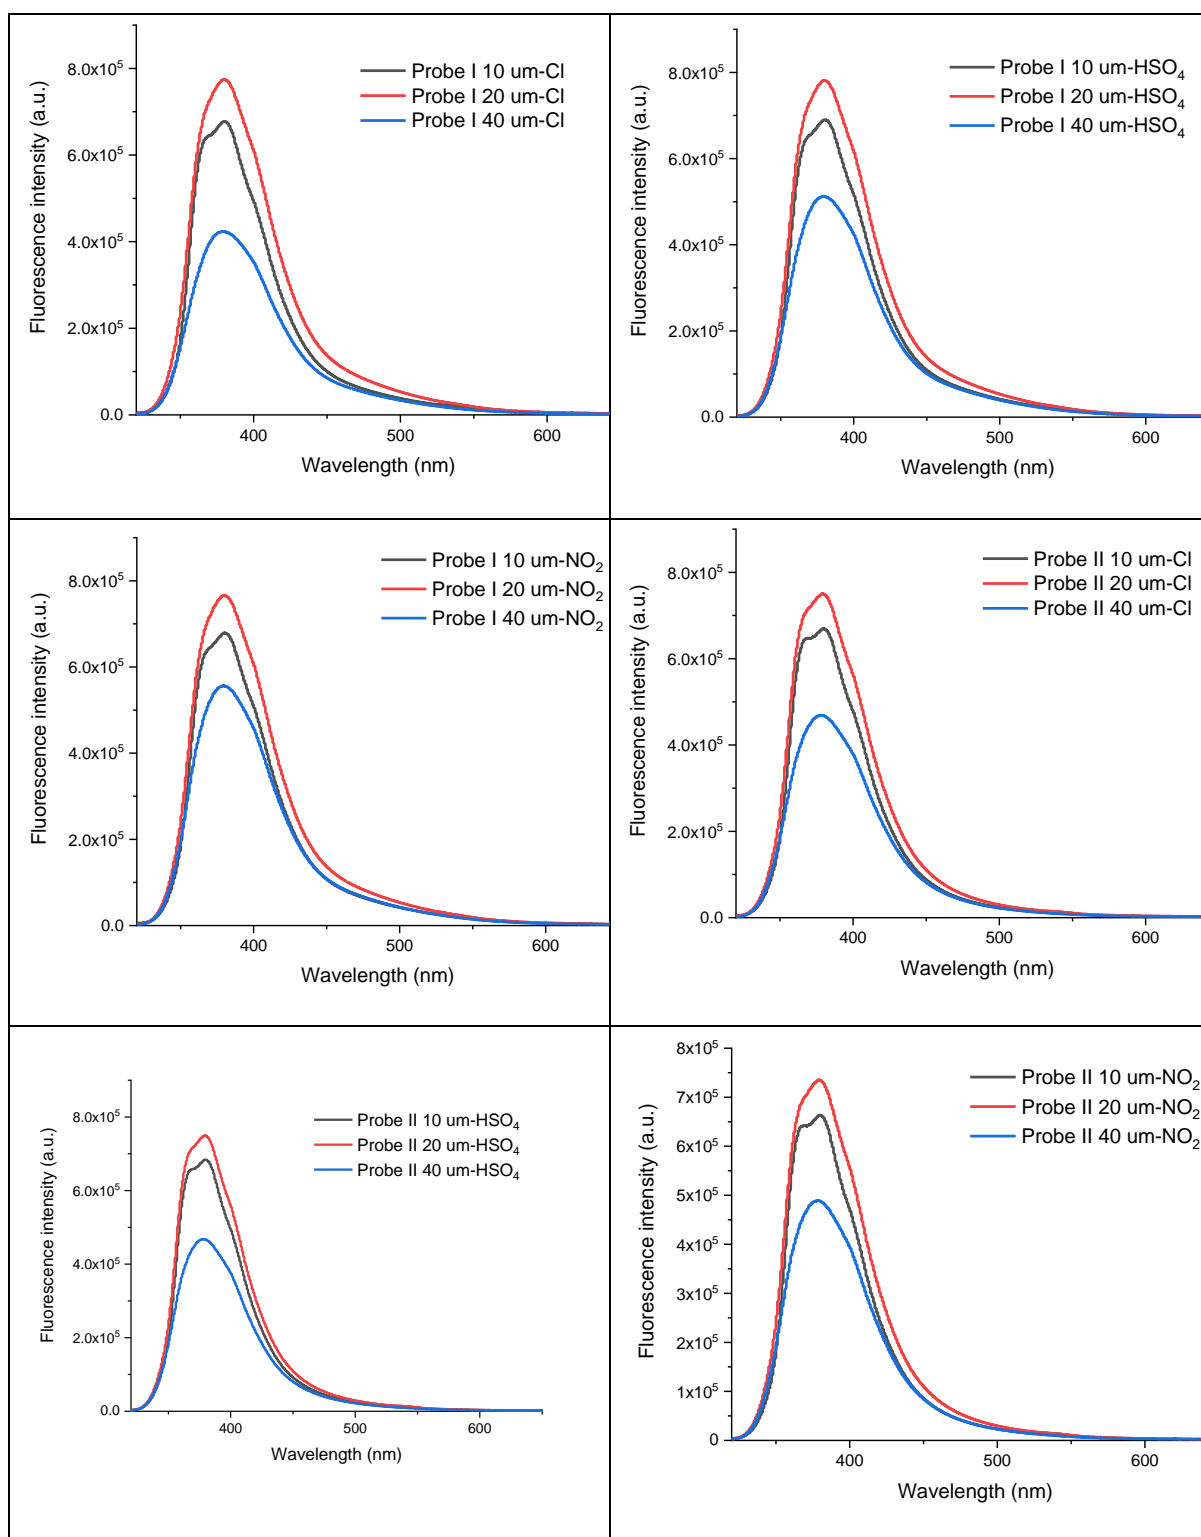 8.0x10⁵
6.0x10⁵
4.0x10⁵
2.0x10⁵
0.0
400
500
600
Fluorescence intensity (a.u.)
Wavelength (nm)
Probe I 10 um-Cl
Probe I 20 um-Cl
Probe I 40 um-Cl
8.0x10⁵
6.0x10⁵
4.0x10⁵
2.0x10⁵
0.0
400
500
600
Fluorescence intensity (a.u.)
Wavelength (nm)
Probe I 10 um-HSO₄
Probe I 20 um-HSO₄
Probe I 40 um-HSO₄
8.0x10⁵
6.0x10⁵
4.0x10⁵
2.0x10⁵
0.0
400
500
600
Fluorescence intensity (a.u.)
Wavelength (nm)
Probe I 10 um-NO₂
Probe I 20 um-NO₂
Probe I 40 um-NO₂
8.0x10⁵
6.0x10⁵
4.0x10⁵
2.0x10⁵
0.0
400
500
600
Fluorescence intensity (a.u.)
Wavelength (nm)
Probe II 10 um-Cl
Probe II 20 um-Cl
Probe II 40 um-Cl
8.0x10⁵
6.0x10⁵
4.0x10⁵
2.0x10⁵
0.0
400
500
600
Fluorescence intensity (a.u.)
Wavelength (nm)
Probe II 10 um-HSO₄
Probe II 20 um-HSO₄
Probe II 40 um-HSO₄
8x10⁵
7x10⁵
6x10⁵
5x10⁵
4x10⁵
3x10⁵
2x10⁵
1x10⁵
0
400
500
600
Fluorescence intensity (a.u.)
Wavelength (nm)
Probe II 10 um-NO₂
Probe II 20 um-NO₂
Probe II 40 um-NO₂